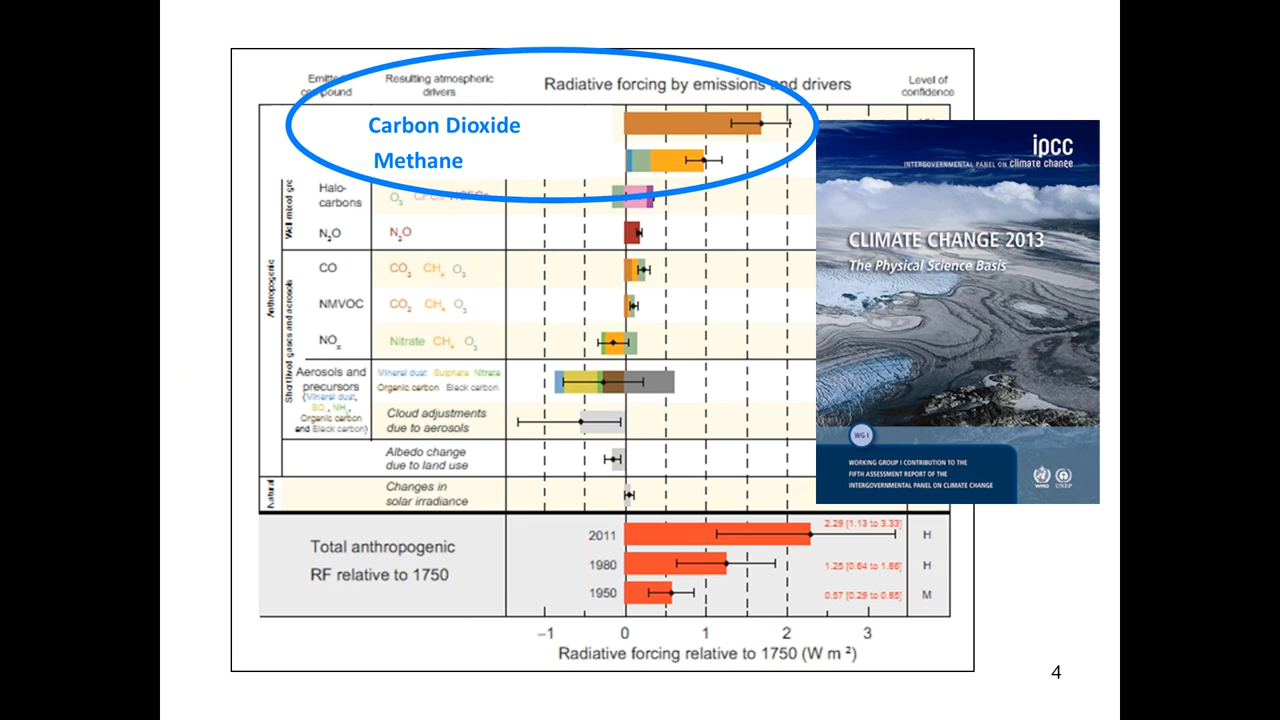 Emitted compound
Resulting atmospheric drivers
Radiative forcing by emissions and drivers
Level of confidence
Carbon Dioxide
Methane
Halo-carbons
O₃
N₂O
N₂O
CO
CO₂ CH₄ O₃
NMVOC
CO₂ CH₄ O₃
NOₓ
Nitrate CH₄ O₃
Aerosols and precursors
(Mineral dust,
SO₂, NH₃,
Organic carbon
and Black carbon)
Mineral dust Sulphate Nitrate
Organic carbon Black carbon
Cloud adjustments
due to aerosols
Albedo change
due to land use
Changes in
solar irradiance
Anthropogenic
Short lived gases and aerosols
Natural
Total anthropogenic
RF relative to 1750
2011
2.29 [1.13 to 3.33]
H
1980
1.25 [0.64 to 1.86]
H
1950
0.57 [0.29 to 0.85]
M
−1 0 1 2 3
Radiative forcing relative to 1750 (W m ²)
ipcc
INTERGOVERNMENTAL PANEL ON climate change
CLIMATE CHANGE 2013
The Physical Science Basis
WG I
WORKING GROUP I CONTRIBUTION TO THE
FIFTH ASSESSMENT REPORT OF THE
INTERGOVERNMENTAL PANEL ON CLIMATE CHANGE
WMO
UNEP
4